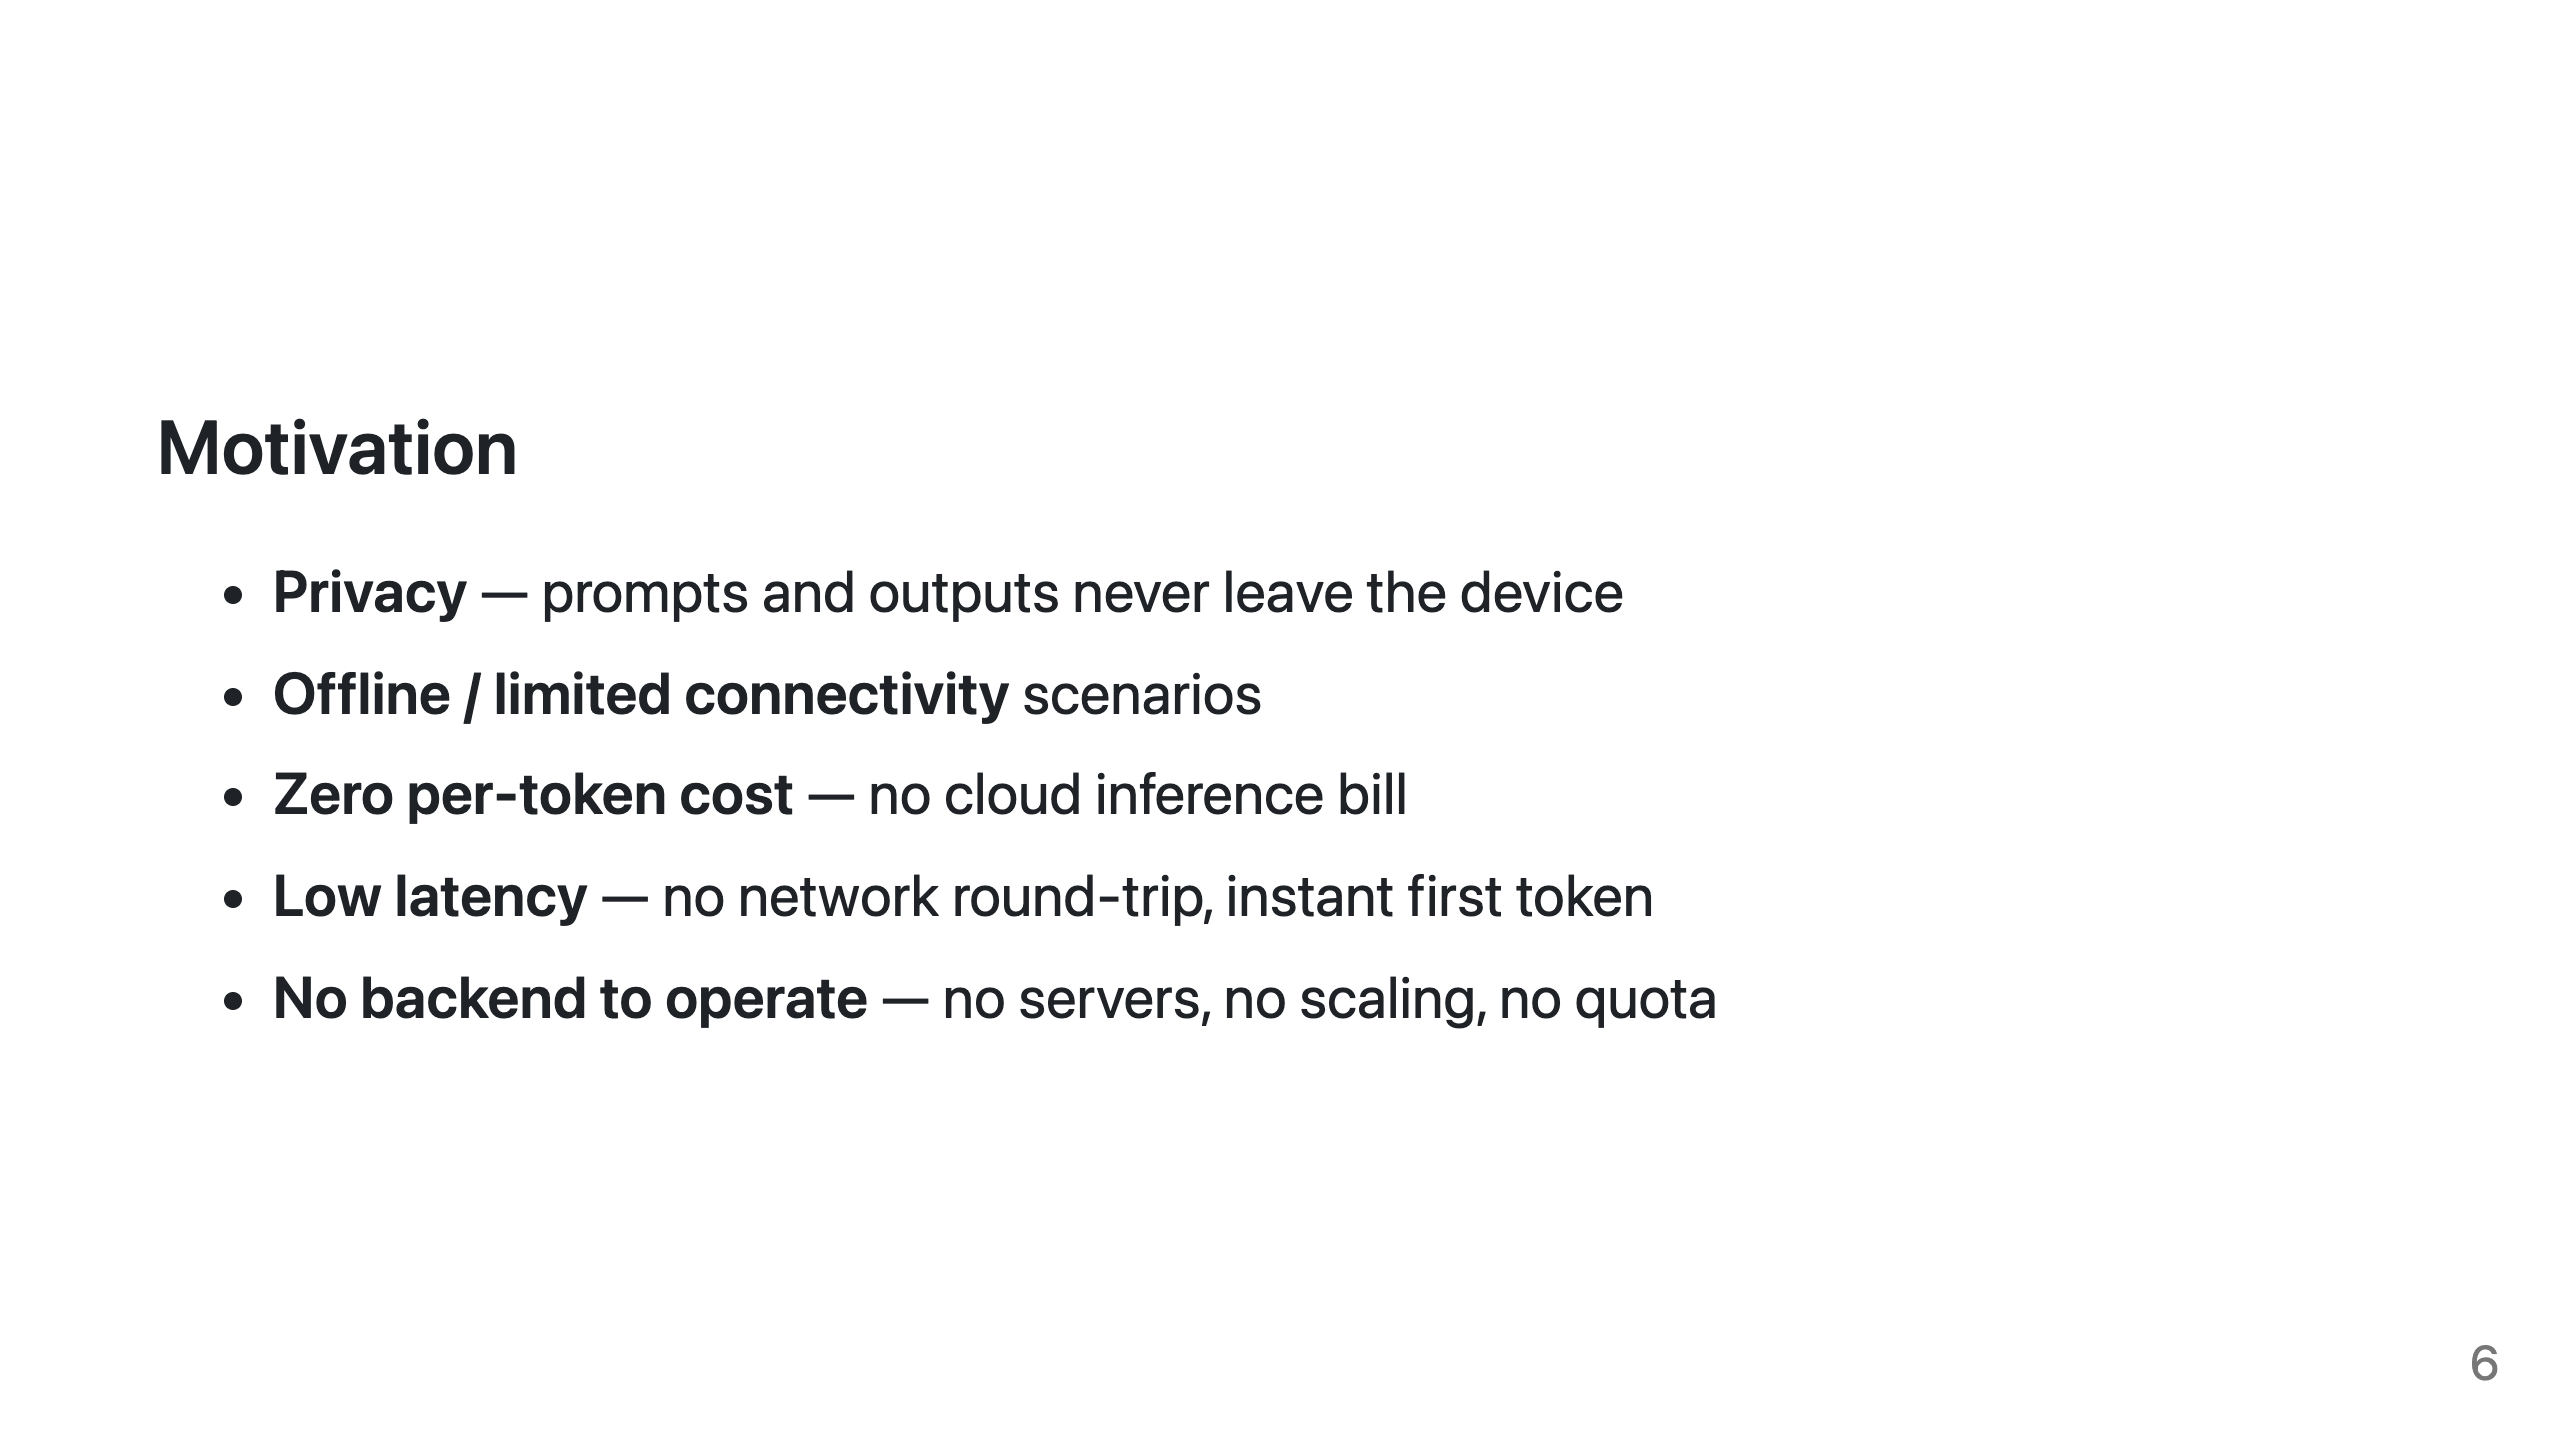 Motivation
• Privacy — prompts and outputs never leave the device
• Offline / limited connectivity scenarios
• Zero per-token cost — no cloud inference bill
• Low latency — no network round-trip, instant first token
• No backend to operate — no servers, no scaling, no quota
6